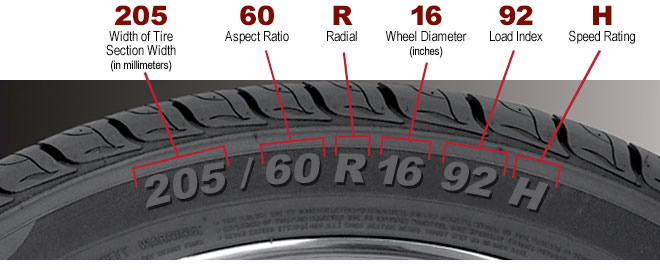 205 60 R 16 92 H
Width of Tire Aspect Ratio Radial Wheel Diameter Load Index Speed Rating
Section Width (inches)
(in millimeters)
205 / 60 R 16 92 H